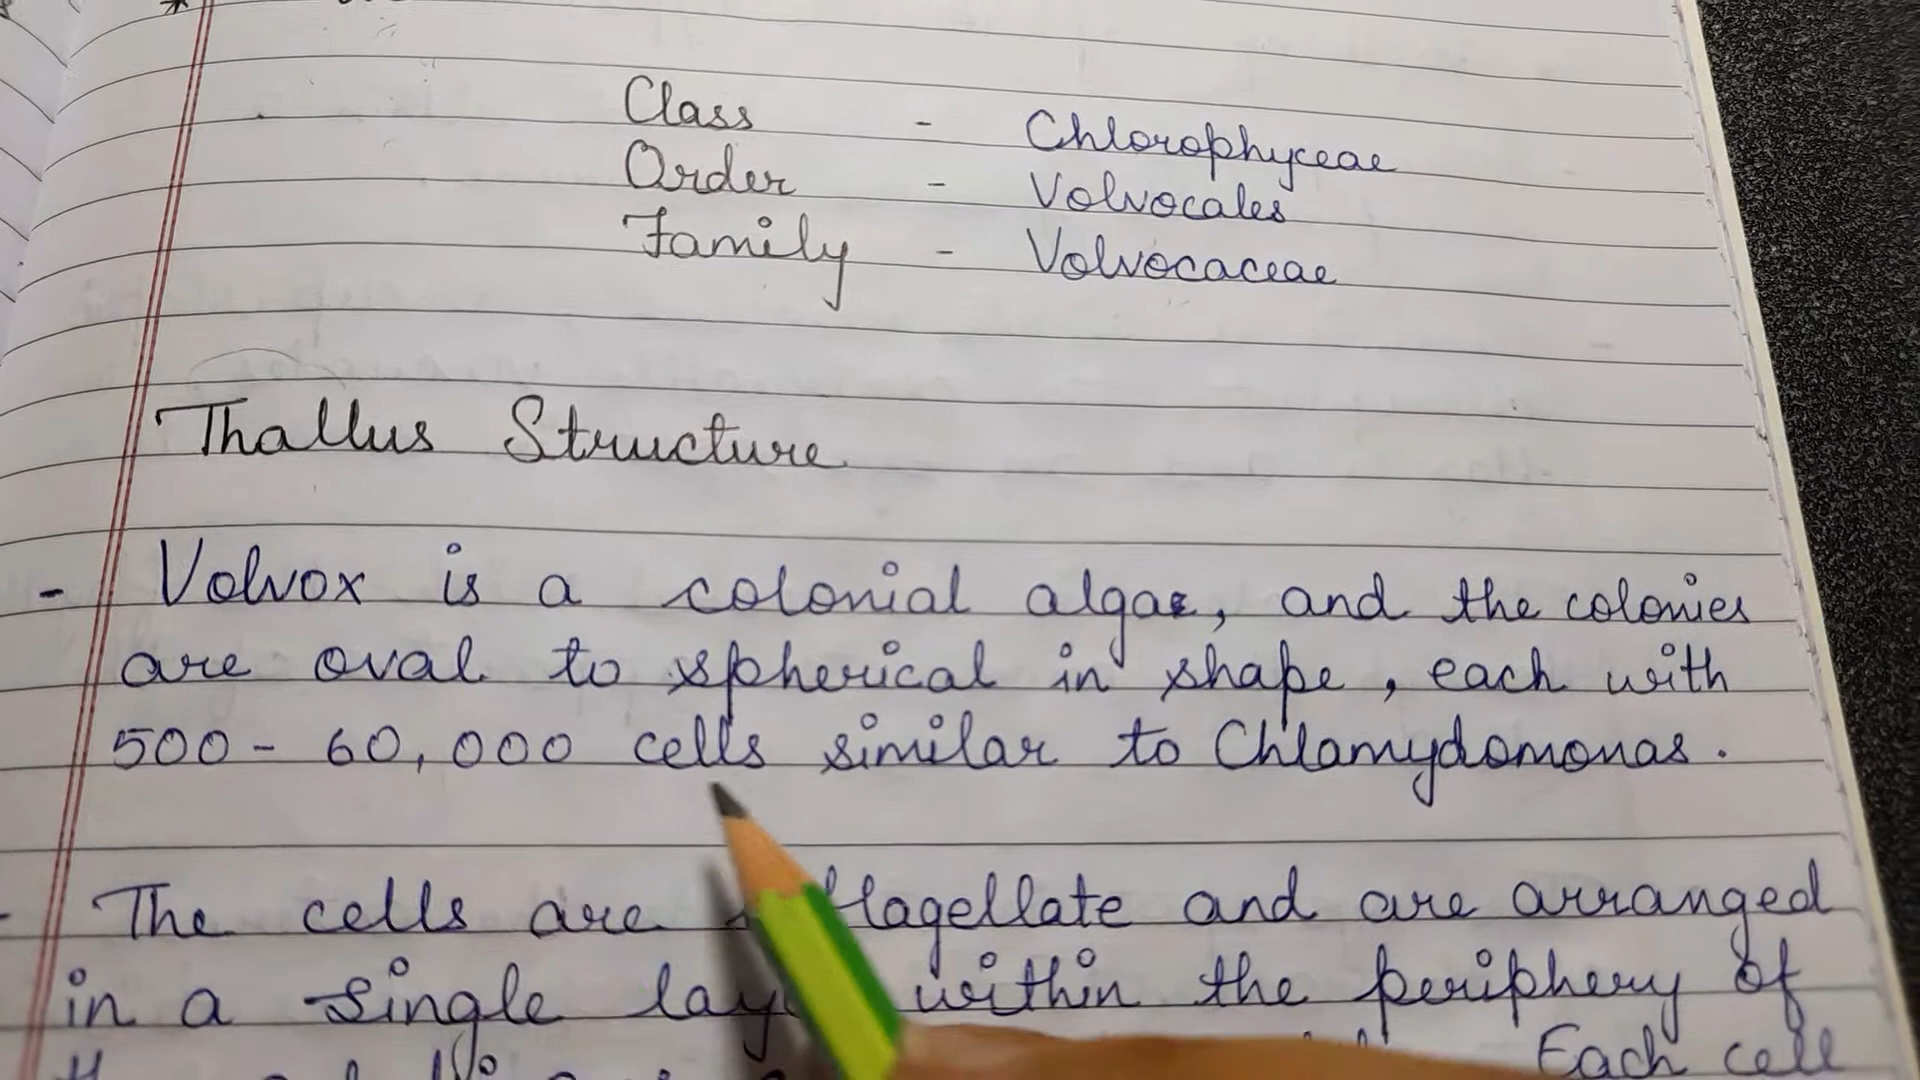 Class - Chlorophyceae
Order - Volvocales
Family - Volvocaceae
Thallus Structure
- Volvox is a colonial algae, and the colonies
are oval to spherical in shape, each with
500 - 60,000 cells similar to Chlamydomonas.
- The cells are flagellate and are arranged
in a single within the periphery of
Each cell